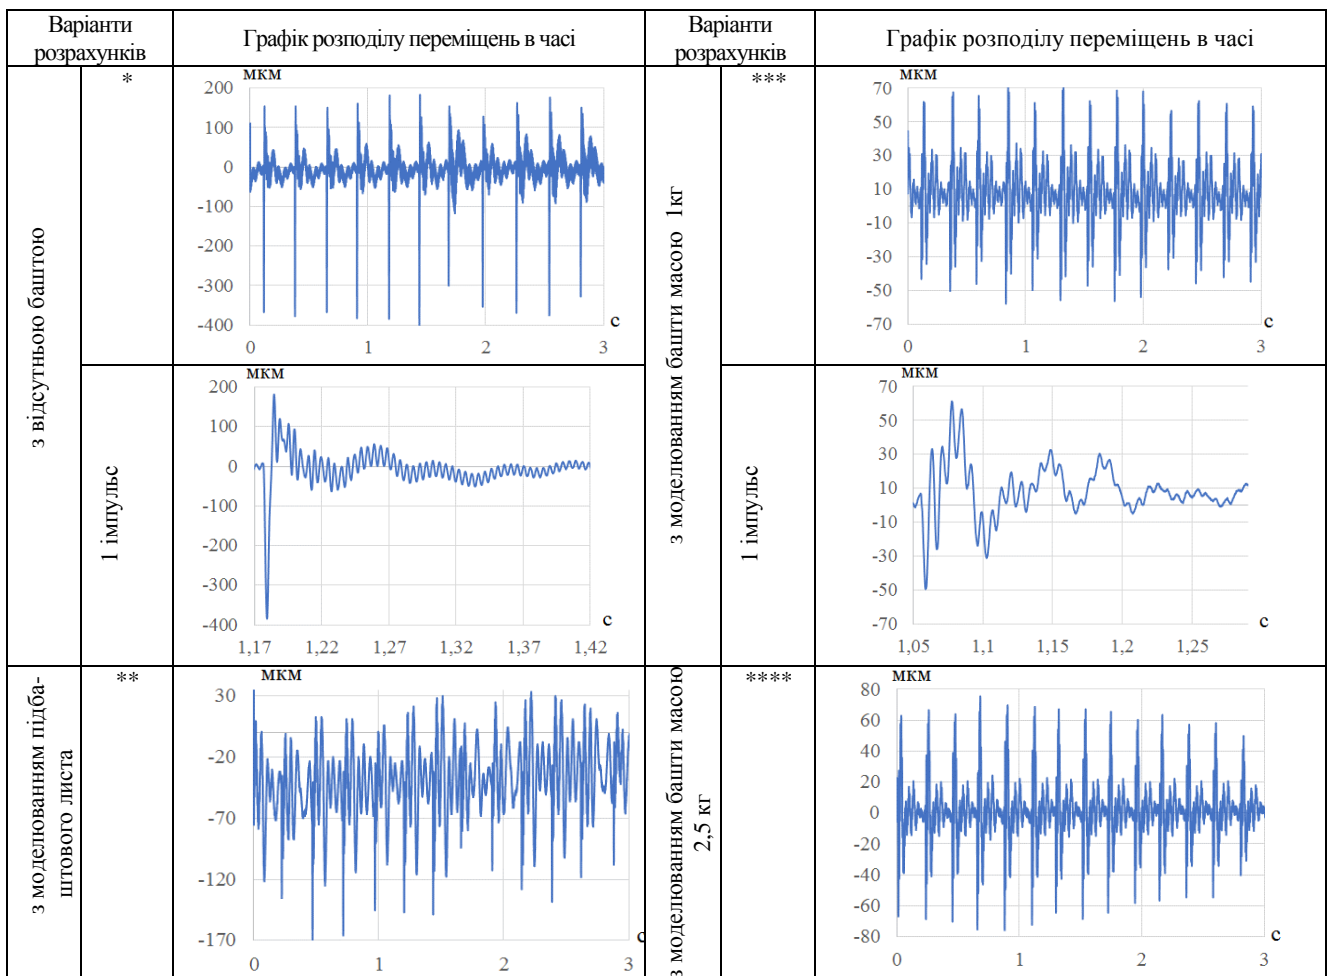 Варіанти
розрахунків
Графік розподілу переміщень в часі
Варіанти
розрахунків
Графік розподілу переміщень в часі
з відсутньою баштою
*
мкм
200
100
0
-100
-200
-300
-400
с
0 1 2 3
1 імпульс
мкм
200
100
0
-100
-200
-300
-400
с
1,17 1,22 1,27 1,32 1,37 1,42
з моделюванням підба-
штового листа
**
мкм
30
-20
-70
-120
-170
с
0 1 2 3
з моделюванням башти масою 1кг
***
мкм
70
50
30
10
-10
-30
-50
-70
с
0 1 2 3
1 імпульс
мкм
70
50
30
10
-10
-30
-50
-70
с
1,05 1,1 1,15 1,2 1,25
з моделюванням башти масою
2,5 кг
****
мкм
80
60
40
20
0
-20
-40
-60
-80
с
0 1 2 3